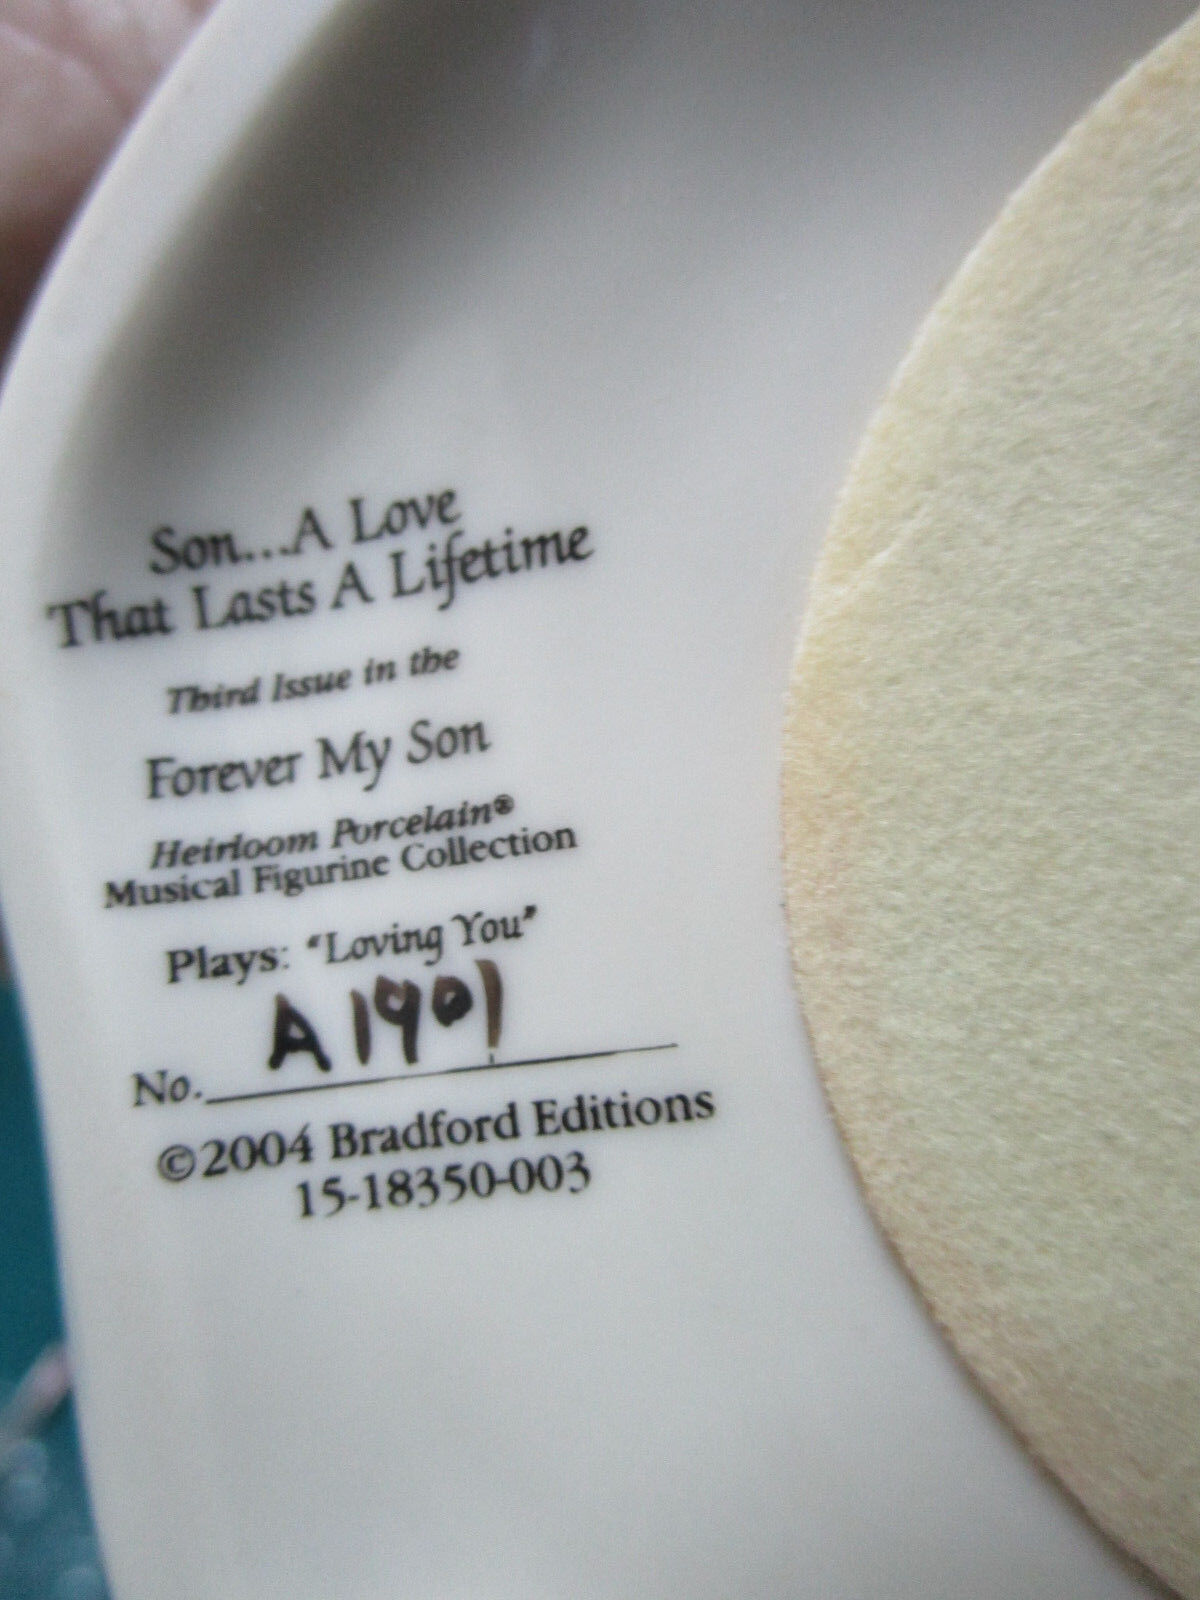 Son...A Love
That Lasts A Lifetime
Third Issue in the
Forever My Son
Heirloom Porcelain®
Musical Figurine Collection
Plays: "Loving You"
No. A1901
©2004 Bradford Editions
15-18350-003